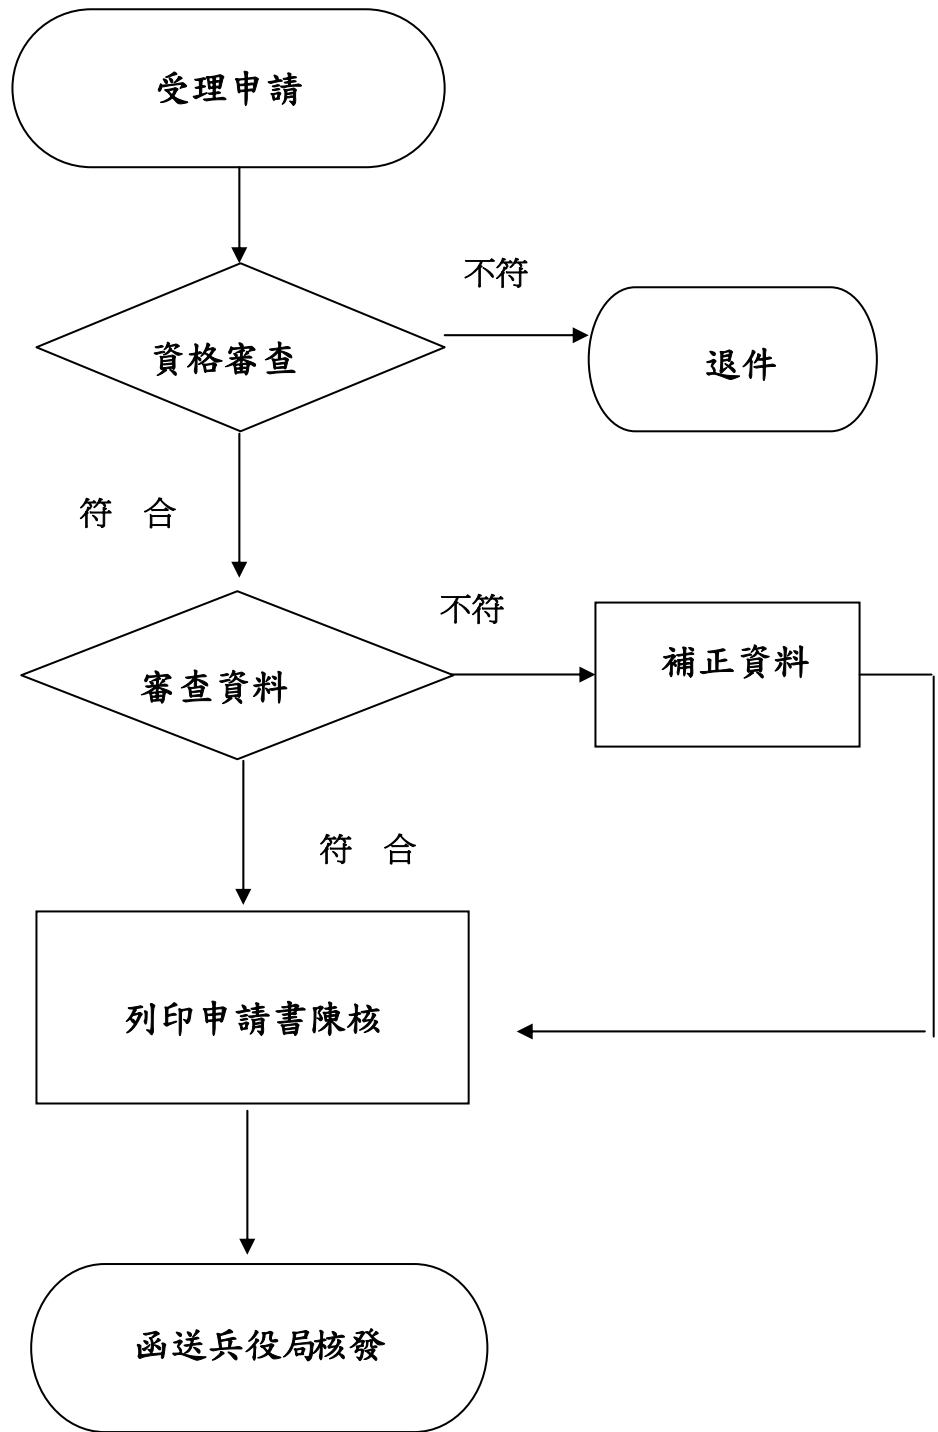 受理申請
不符
資格審查
退件
符 合
不符
審查資料
補正資料
符 合
列印申請書陳核
函送兵役局核發